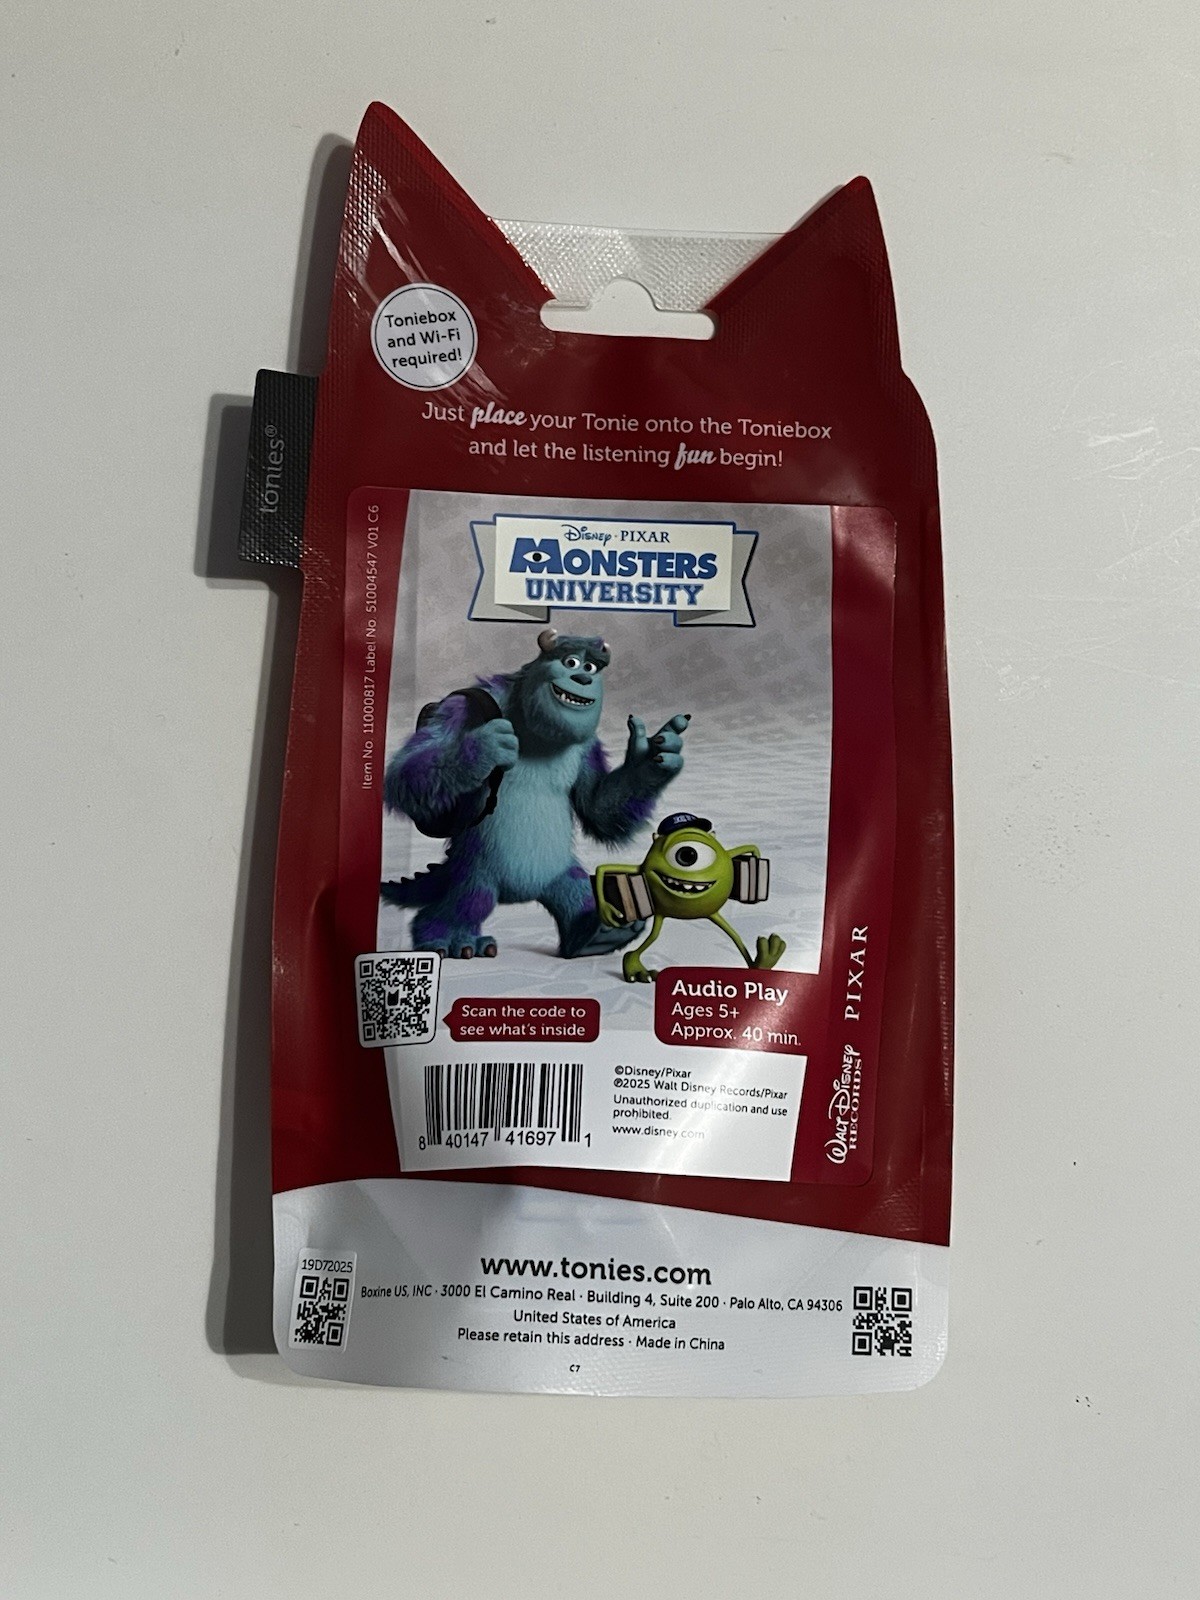 Toniebox
and Wi-Fi
required!
tonies®
Just place your Tonie onto the Toniebox
and let the listening fun begin!
Item No. 11000817 Label No. 51004547 V01 C6
Disney · PIXAR
MONSTERS
UNIVERSITY
Scan the code to
see what's inside
Audio Play
Ages 5+
Approx. 40 min.
WALT DISNEY RECORDS PIXAR
8 40147 41697 1
©Disney/Pixar
℗2025 Walt Disney Records/Pixar
Unauthorized duplication and use
prohibited.
www.disney.com
19D72025
www.tonies.com
Boxine US, INC · 3000 El Camino Real · Building 4, Suite 200 · Palo Alto, CA 94306
United States of America
Please retain this address · Made in China
C7